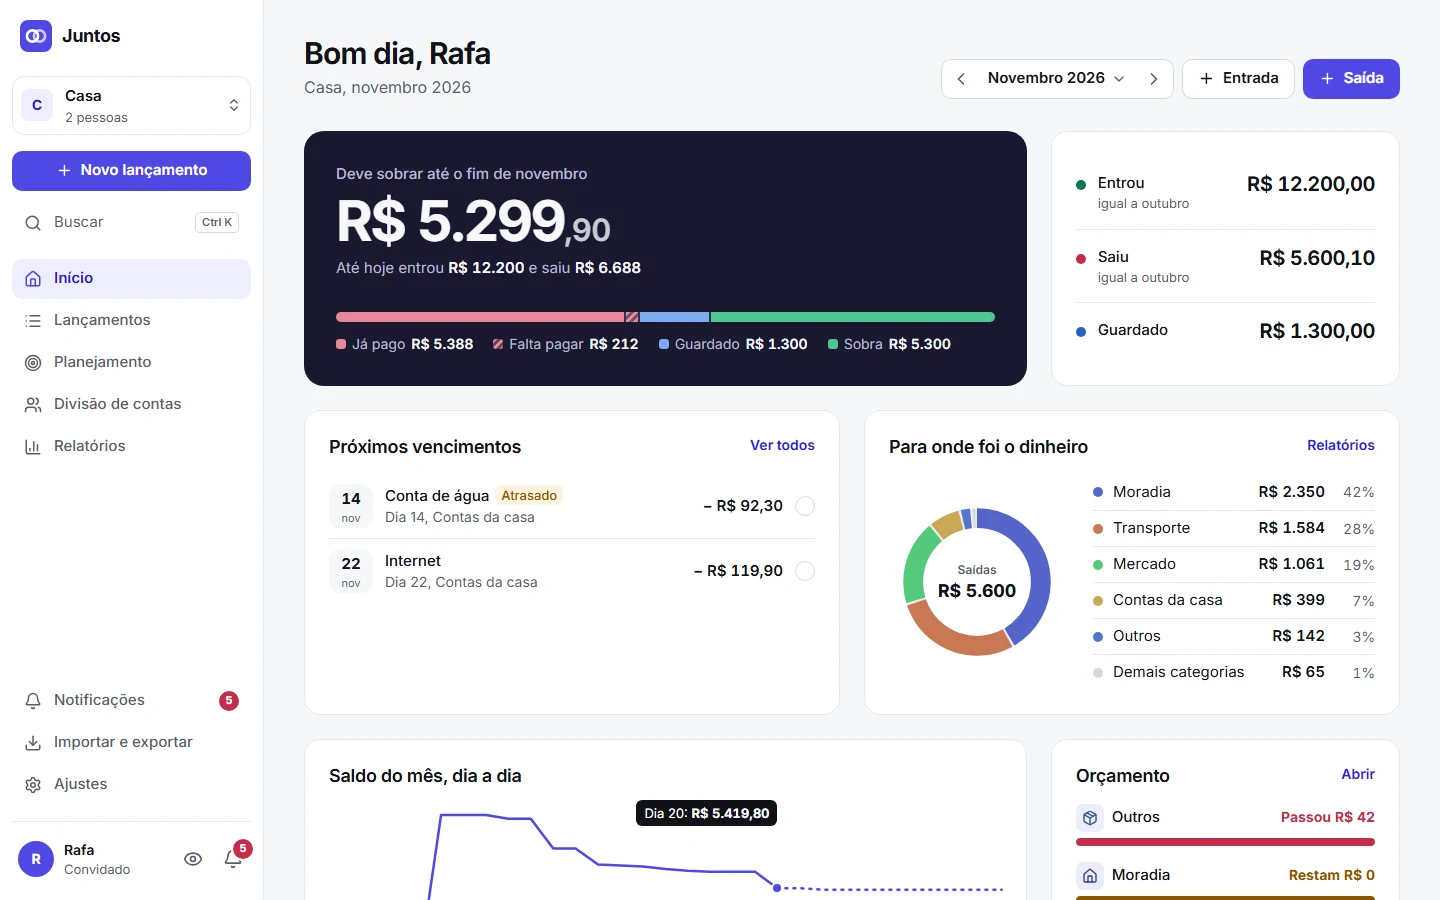 Juntos
C
Casa
2 pessoas
+ Novo lançamento
Buscar
Ctrl K
Início
Lançamentos
Planejamento
Divisão de contas
Relatórios
Notificações
5
Importar e exportar
Ajustes
R
Rafa
Convidado
5
Bom dia, Rafa
Casa, novembro 2026
Novembro 2026
+ Entrada
+ Saída
Deve sobrar até o fim de novembro
R$ 5.299,90
Até hoje entrou R$ 12.200 e saiu R$ 6.688
Já pago R$ 5.388
Falta pagar R$ 212
Guardado R$ 1.300
Sobra R$ 5.300
Entrou
R$ 12.200,00
igual a outubro
Saiu
R$ 5.600,10
igual a outubro
Guardado
R$ 1.300,00
Próximos vencimentos
Ver todos
14
nov
Conta de água
Atrasado
Dia 14, Contas da casa
– R$ 92,30
22
nov
Internet
Dia 22, Contas da casa
– R$ 119,90
Para onde foi o dinheiro
Relatórios
Saídas
R$ 5.600
Moradia R$ 2.350 42%
Transporte R$ 1.584 28%
Mercado R$ 1.061 19%
Contas da casa R$ 399 7%
Outros R$ 142 3%
Demais categorias R$ 65 1%
Saldo do mês, dia a dia
Dia 20: R$ 5.419,80
Orçamento
Abrir
Outros
Passou R$ 42
Moradia
Restam R$ 0